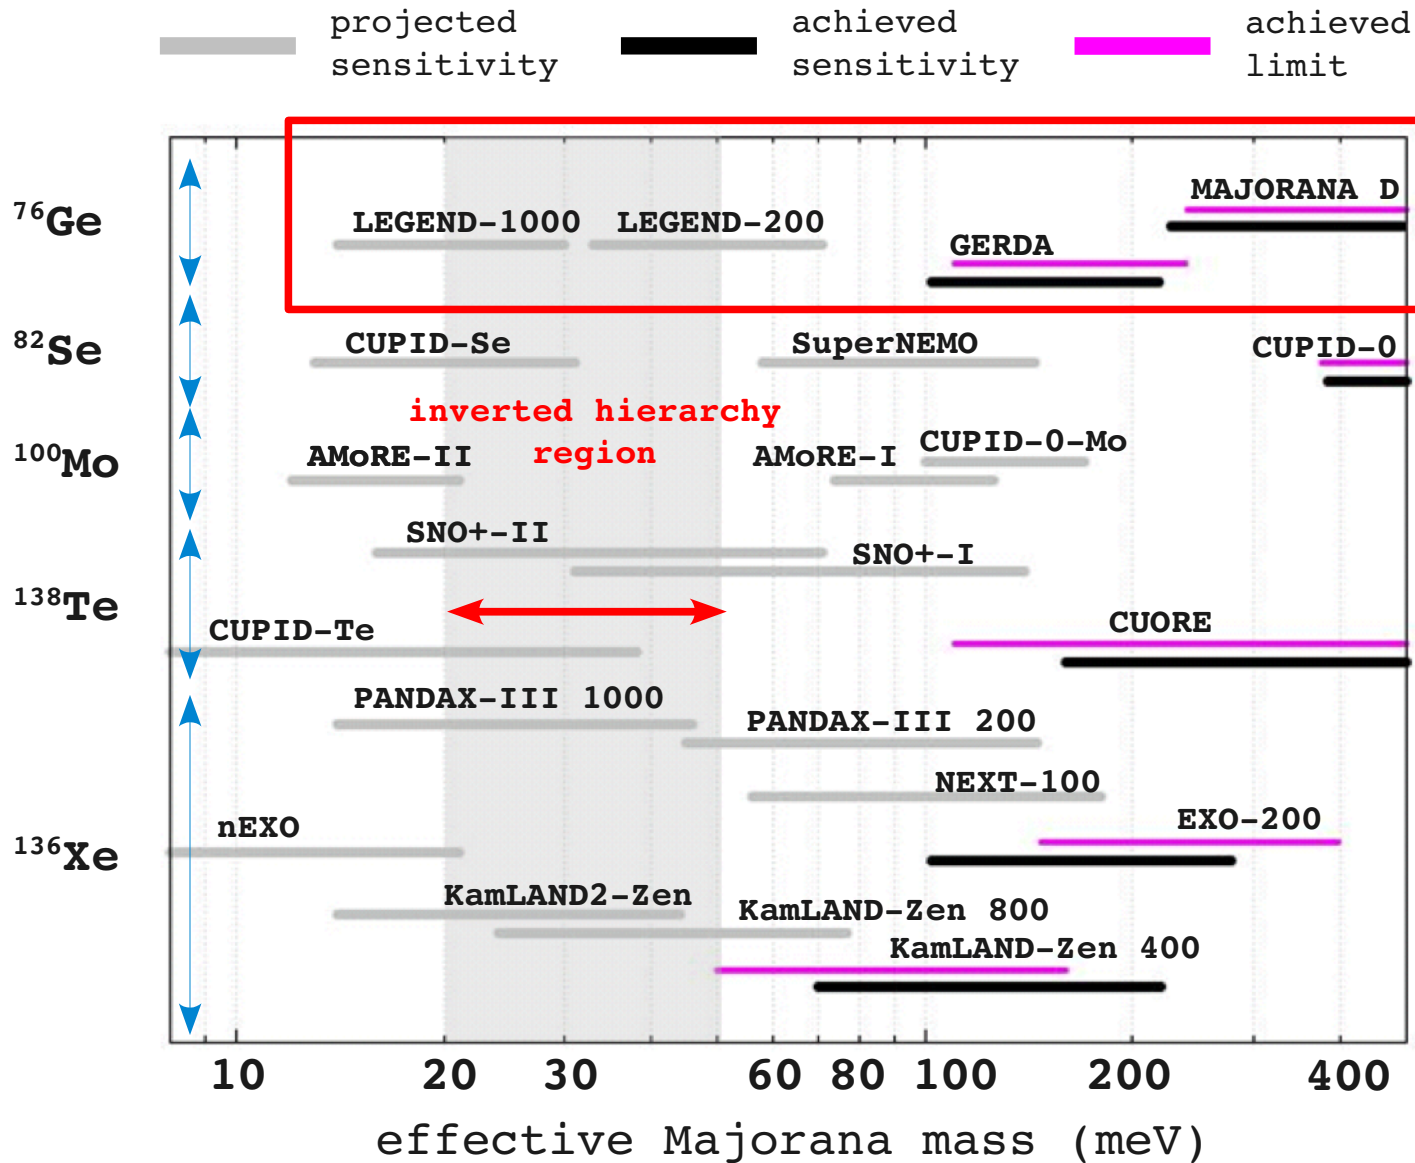 projected sensitivity
achieved sensitivity
achieved limit
MAJORANA D
⁷⁶Ge
LEGEND-1000 LEGEND-200
GERDA
⁸²Se
CUPID-Se SuperNEMO CUPID-0
inverted hierarchy
region
¹⁰⁰Mo
AMoRE-II AMoRE-I CUPID-0-Mo
SNO+-II
SNO+-I
¹³⁸Te
CUPID-Te CUORE
PANDAX-III 1000
PANDAX-III 200
NEXT-100
nEXO EXO-200
¹³⁶Xe
KamLAND2-Zen
KamLAND-Zen 800
KamLAND-Zen 400
10 20 30 60 80 100 200 400
effective Majorana mass (meV)